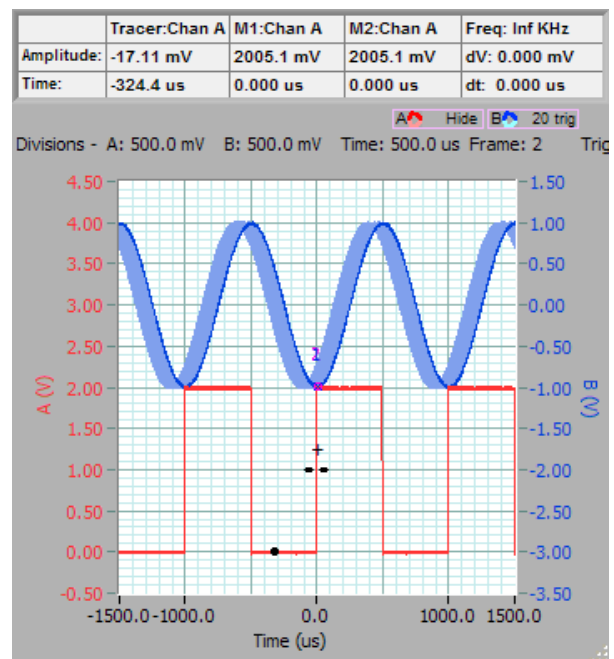 Tracer:Chan A M1:Chan A M2:Chan A Freq: Inf KHz
Amplitude: -17.11 mV 2005.1 mV 2005.1 mV dV: 0.000 mV
Time: -324.4 us 0.000 us 0.000 us dt: 0.000 us
A Hide B 20 trig
Divisions - A: 500.0 mV B: 500.0 mV Time: 500.0 us Frame: 2 Trig
4.50 1.50
4.00 1.00
3.50 0.50
3.00 0.00
2.50 -0.50
2.00 -1.00
1.50 -1.50
1.00 -2.00
0.50 -2.50
0.00 -3.00
-0.50 -3.50
A (V)
B (V)
-1500.0 -1000.0 0.0 1000.0 1500.0
Time (us)